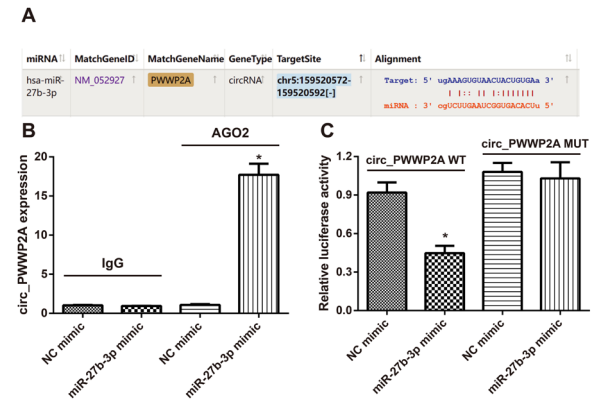 A
miRNA MatchGeneID MatchGeneName GeneType TargetSite Alignment
hsa-miR-27b-3p NM_052927 PWWP2A circRNA chr5:159520572-159520592[-]
Target: 5' ugAAAGUGUAACUACUGUGAa 3'
miRNA : 3' cgUCUUGAAUCGGUGACACUu 5'
B
circ_PWWP2A expression
20
15
10
5
0
IgG
AGO2
*
NC mimic
miR-27b-3p mimic
NC mimic
miR-27b-3p mimic
C
Relative luciferase activity
1.2
0.9
0.6
0.3
0.0
circ_PWWP2A WT
circ_PWWP2A MUT
*
NC mimic
miR-27b-3p mimic
NC mimic
miR-27b-3p mimic